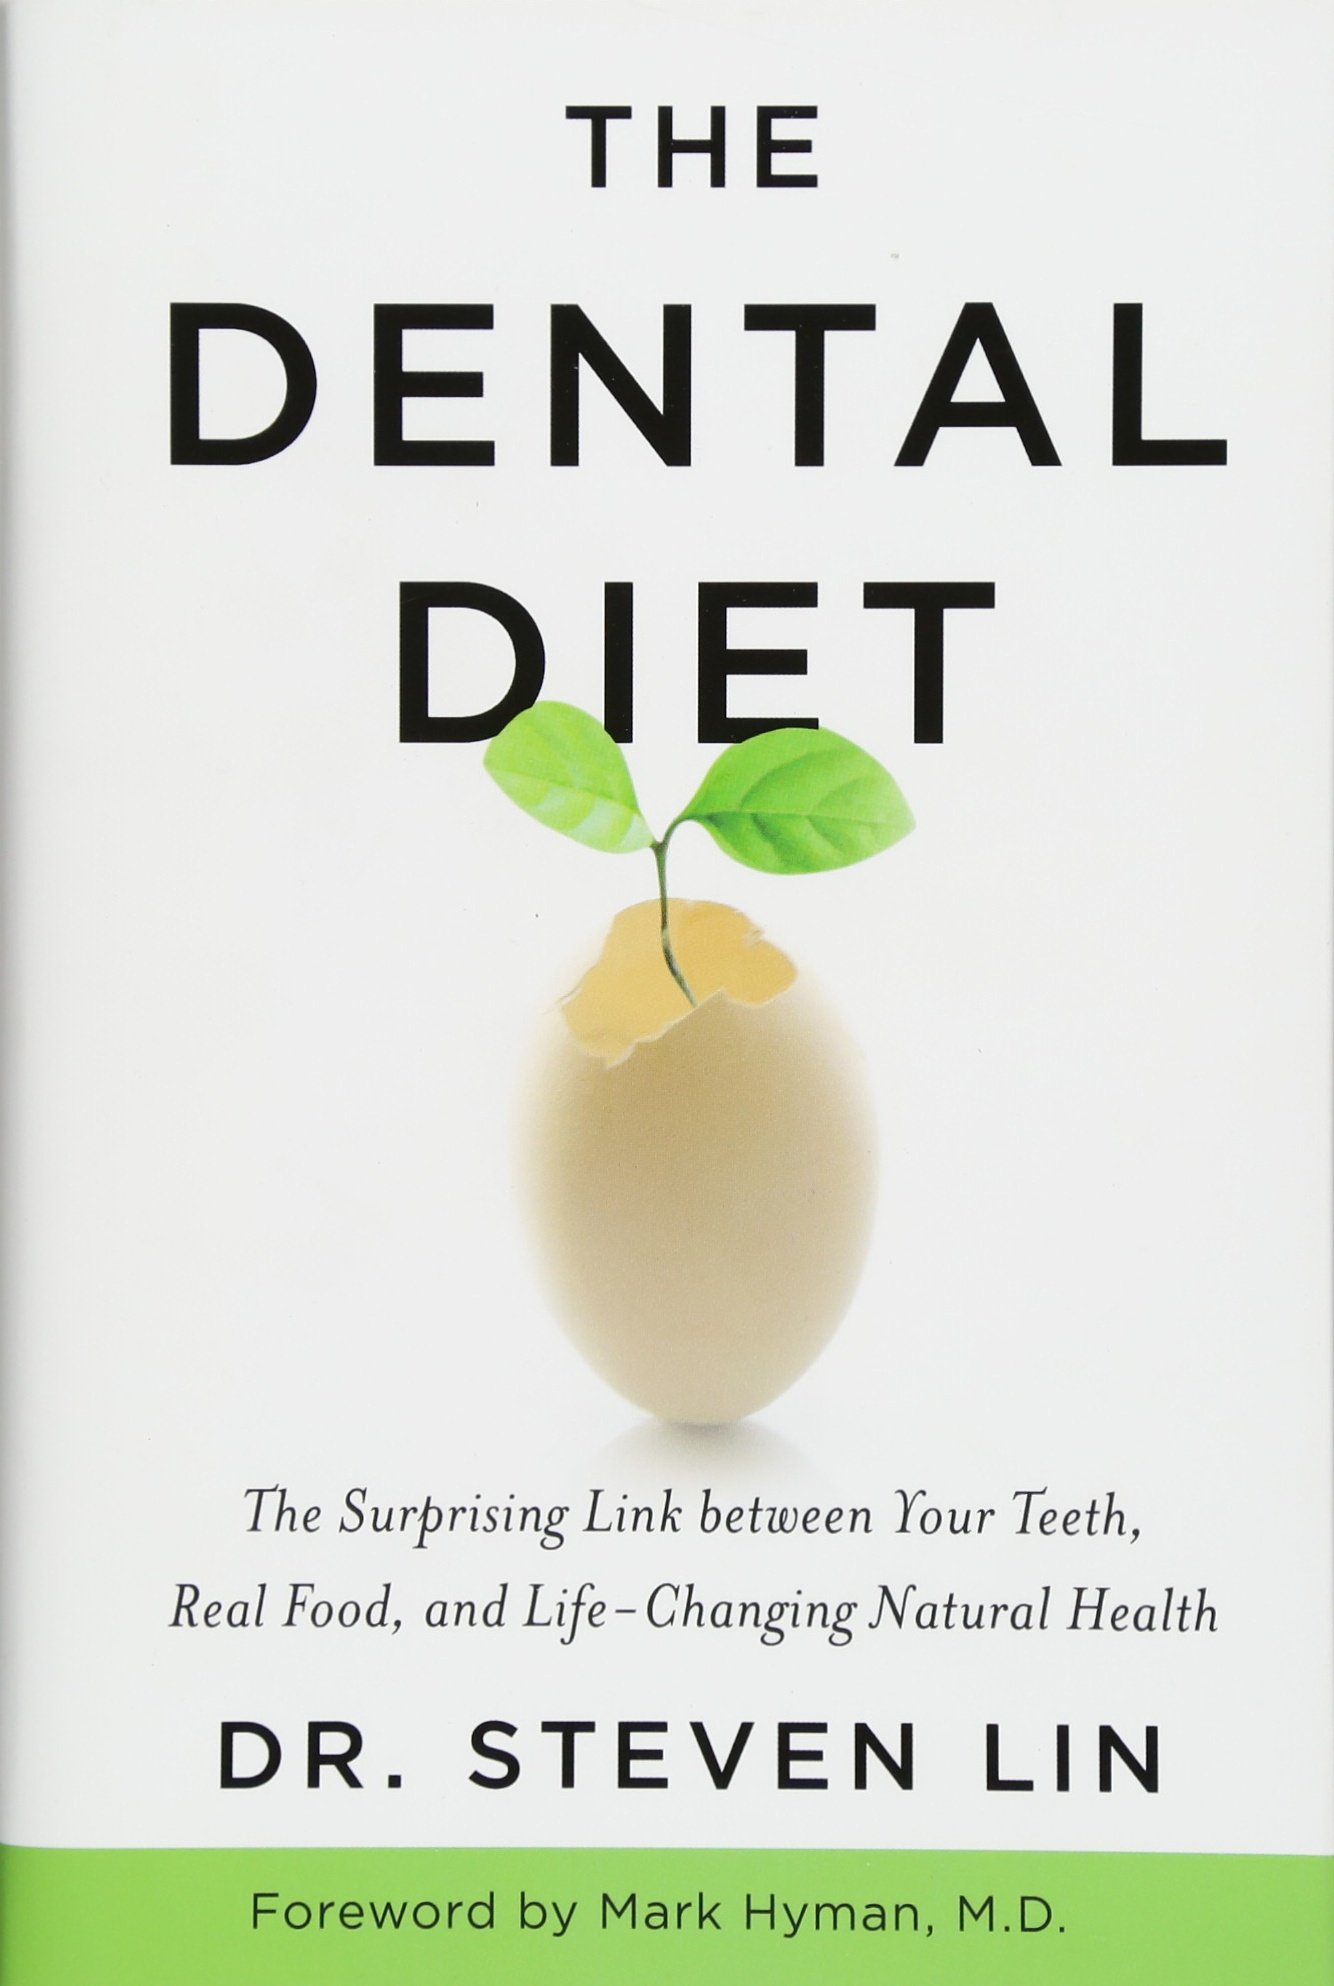 THE
DENTAL
DIET
The Surprising Link between Your Teeth,
Real Food, and Life-Changing Natural Health
DR. STEVEN LIN
Foreword by Mark Hyman, M.D.